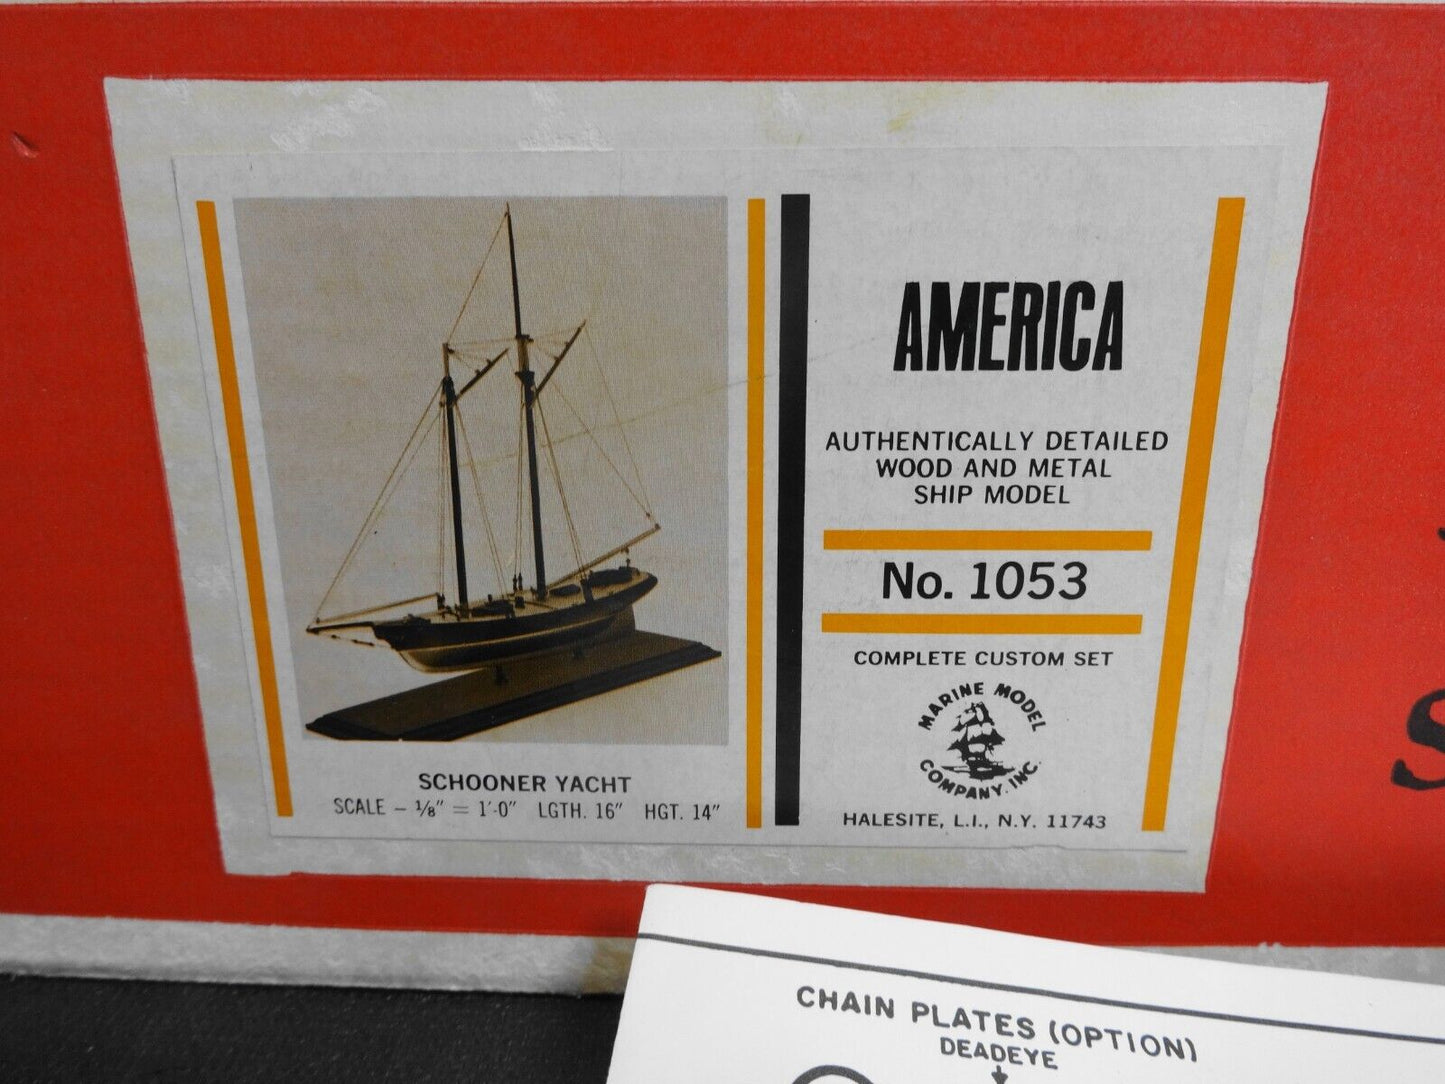 AMERICA
AUTHENTICALLY DETAILED
WOOD AND METAL
SHIP MODEL
No. 1053
COMPLETE CUSTOM SET
MARINE MODEL
COMPANY, INC.
HALESITE, L.I., N.Y. 11743
SCHOONER YACHT
SCALE – 1/8" = 1'-0" LGTH. 16" HGT. 14"
CHAIN PLATES (OPTION)
DEADEYE